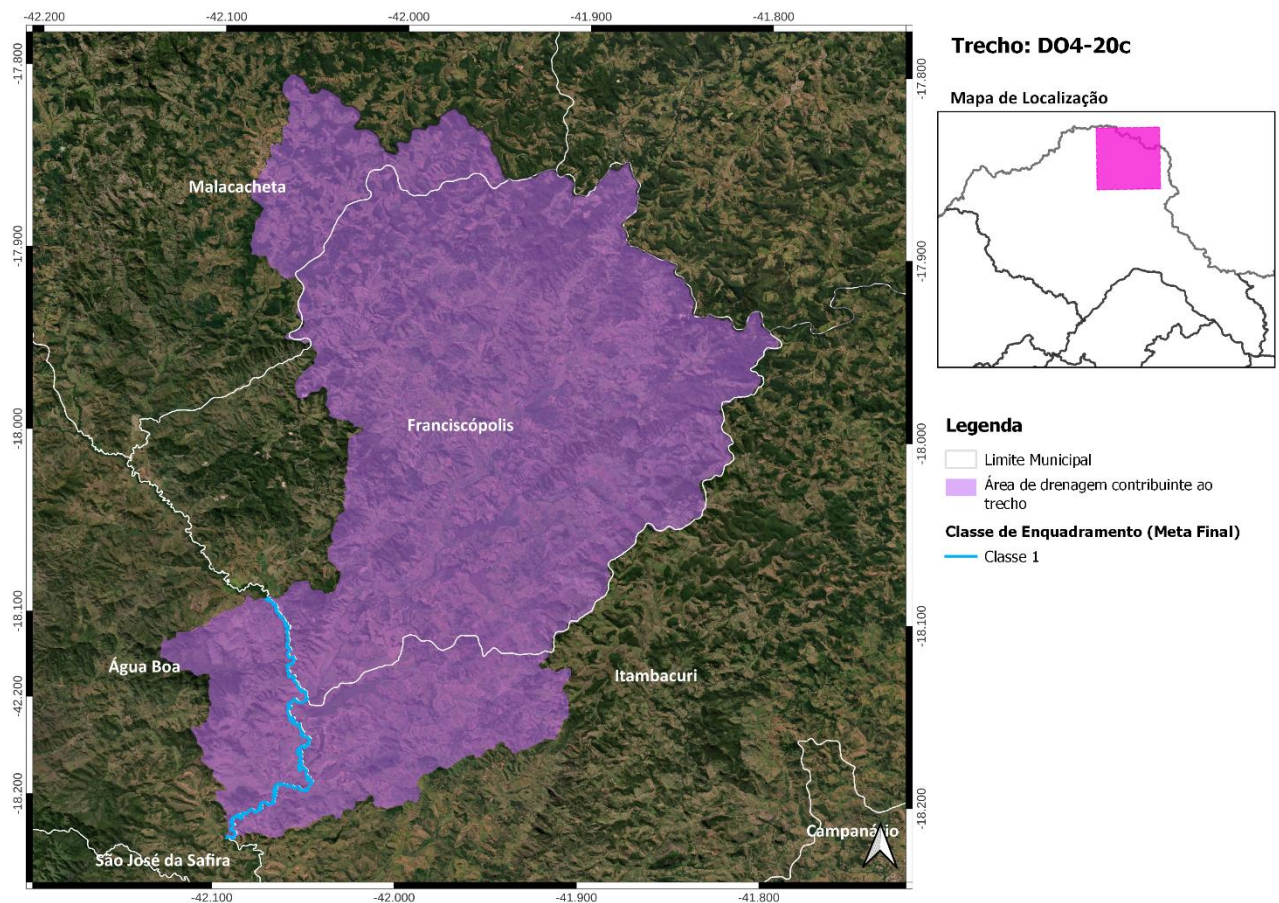 -42.200
-42.100
-42.000
-41.900
-41.800
-17.800
-17.900
-18.000
-18.100
-42.200
-18.200
-17.800
-17.900
-18.000
-18.100
-18.200
Malacacheta
Franciscópolis
Água Boa
Itambacuri
Campanário
São José da Safira
-42.100
-42.000
-41.900
-41.800
Trecho: DO4-20c
Mapa de Localização
Legenda
Limite Municipal
Área de drenagem contribuinte ao
trecho
Classe de Enquadramento (Meta Final)
Classe 1